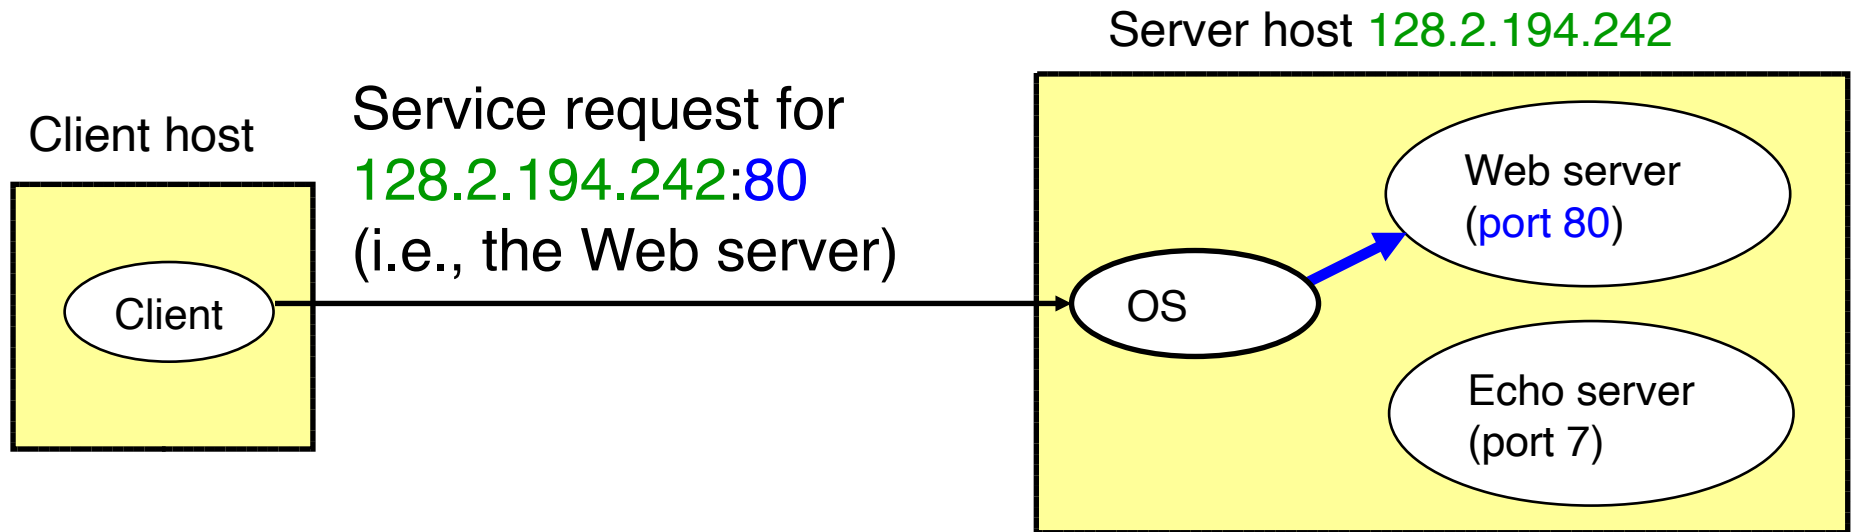 Server host 128.2.194.242
Client host
Service request for
128.2.194.242:80
(i.e., the Web server)
Client
OS
Web server
(port 80)
Echo server
(port 7)